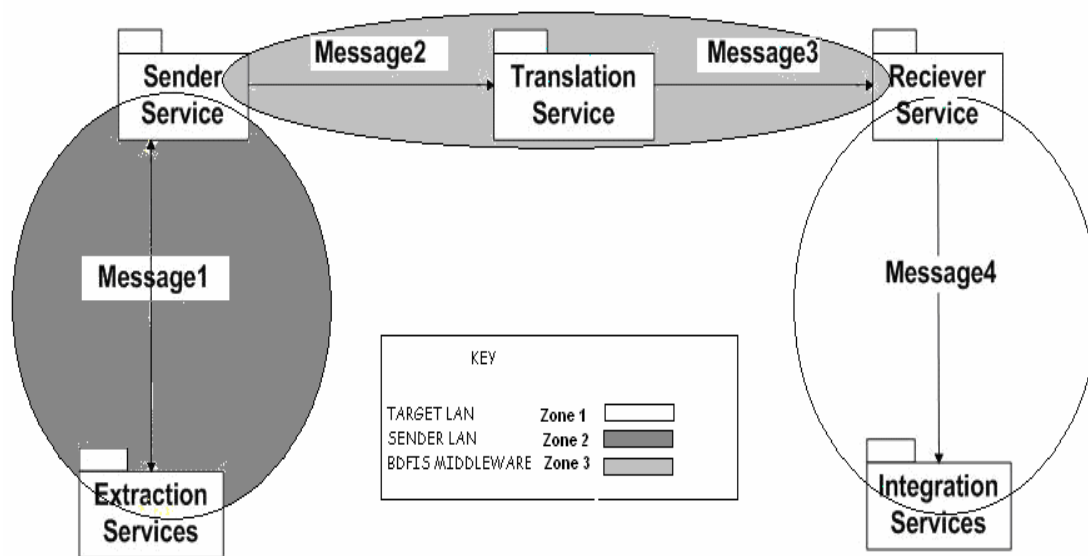 Message2
Message3
Sender
Service
Translation
Service
Reciever
Service
Message1
Message4
KEY
TARGET LAN Zone 1
SENDER LAN Zone 2
BDFIS MIDDLEWARE Zone 3
Extraction
Services
Integration
Services